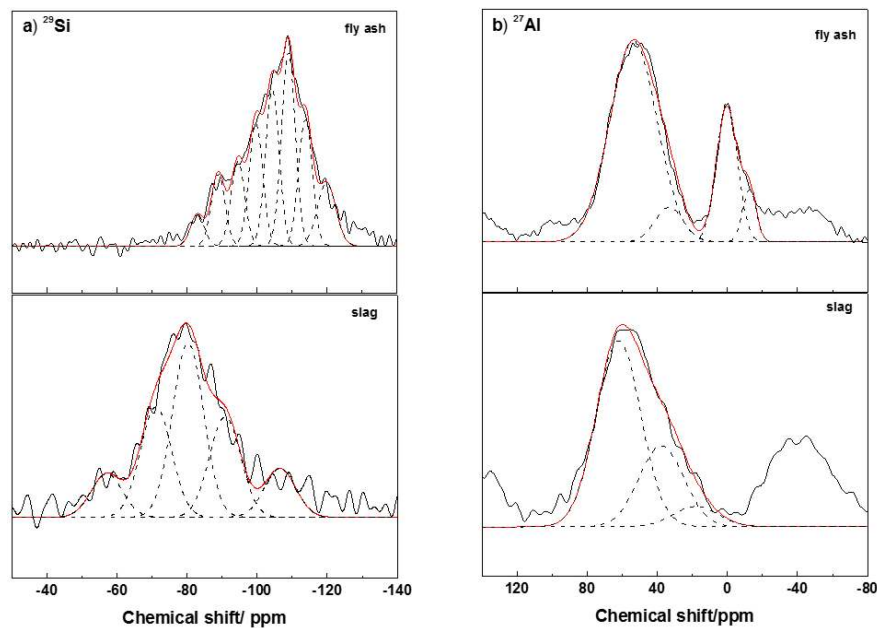 a) ²⁹Si
fly ash
b) ²⁷Al
fly ash
slag
slag
-40 -60 -80 -100 -120 -140
120 80 40 0 -40 -80
Chemical shift/ ppm
Chemical shift/ppm